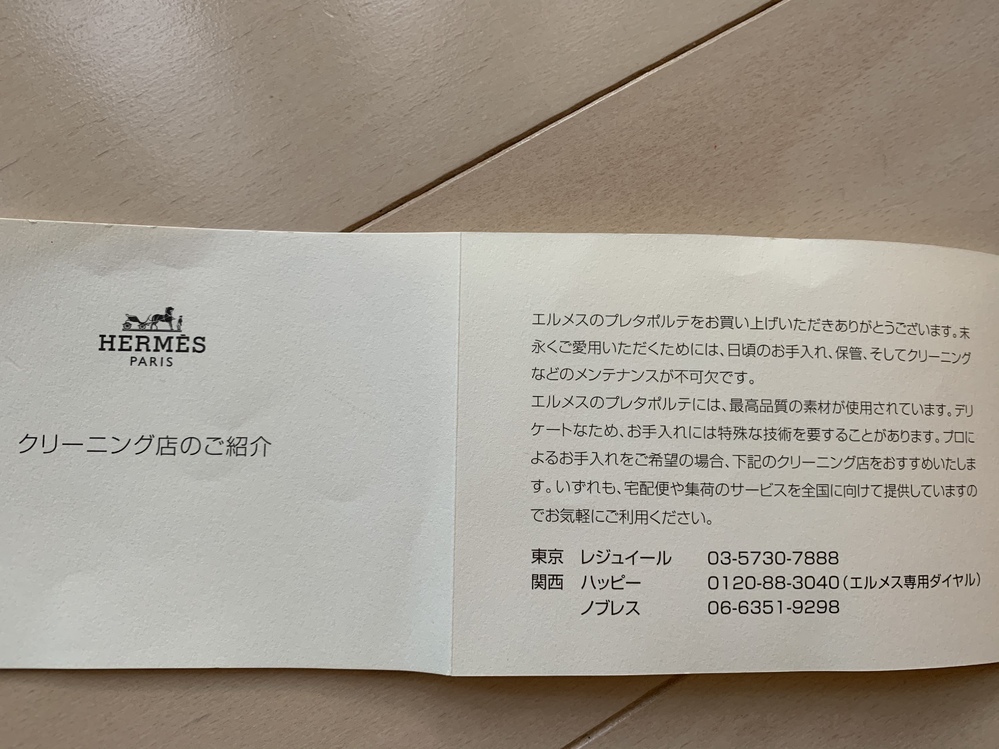 HERMÈS
PARIS
クリーニング店のご紹介
エルメスのプレタポルテをお買い上げいただきありがとうございます。末
永くご愛用いただくためには、日頃のお手入れ、保管、そしてクリーニング
などのメンテナンスが不可欠です。
エルメスのプレタポルテには、最高品質の素材が使用されています。デリ
ケートなため、お手入れには特殊な技術を要することがあります。プロに
よるお手入れをご希望の場合、下記のクリーニング店をおすすめいたしま
す。いずれも、宅配便や集荷のサービスを全国に向けて提供していますの
でお気軽にご利用ください。
東京 レジュイール 03-5730-7888
関西 ハッピー 0120-88-3040（エルメス専用ダイヤル）
ノブレス 06-6351-9298